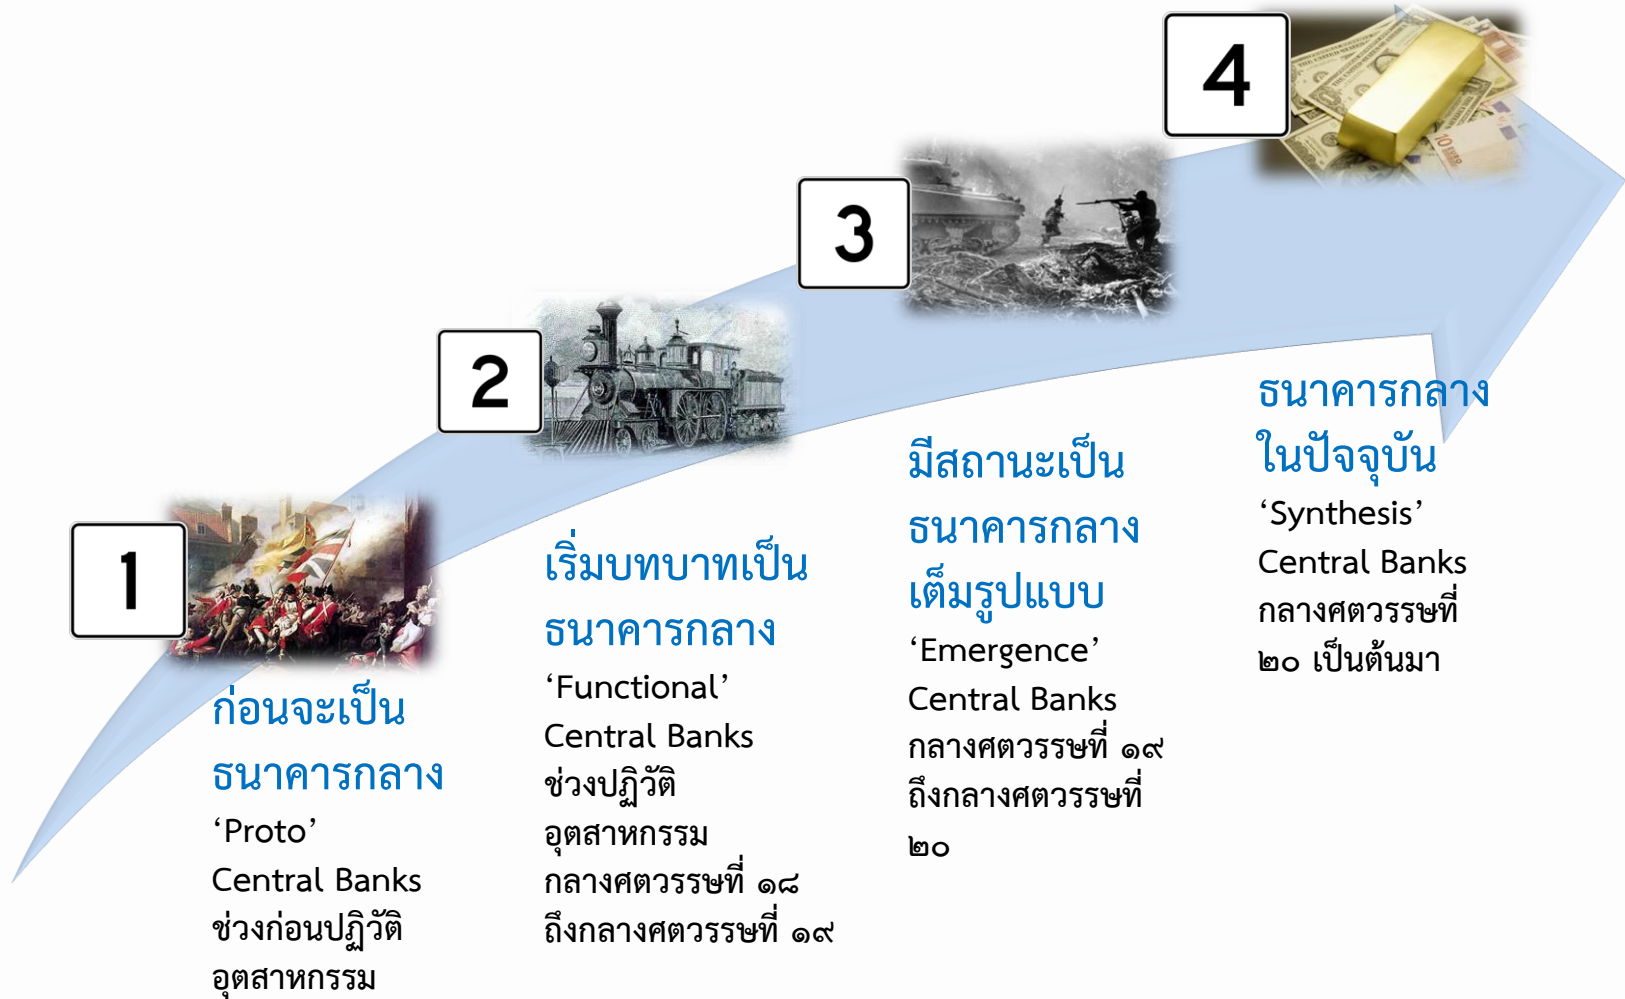 1
ก่อนจะเป็น
ธนาคารกลาง
‘Proto’
Central Banks
ช่วงก่อนปฏิวัติ
อุตสาหกรรม
2
เริ่มบทบาทเป็น
ธนาคารกลาง
‘Functional’
Central Banks
ช่วงปฏิวัติ
อุตสาหกรรม
กลางศตวรรษที่ ๑๘
ถึงกลางศตวรรษที่ ๑๙
3
มีสถานะเป็น
ธนาคารกลาง
เต็มรูปแบบ
‘Emergence’
Central Banks
กลางศตวรรษที่ ๑๙
ถึงกลางศตวรรษที่
๒๐
4
ธนาคารกลาง
ในปัจจุบัน
‘Synthesis’
Central Banks
กลางศตวรรษที่
๒๐ เป็นต้นมา
10 EURO